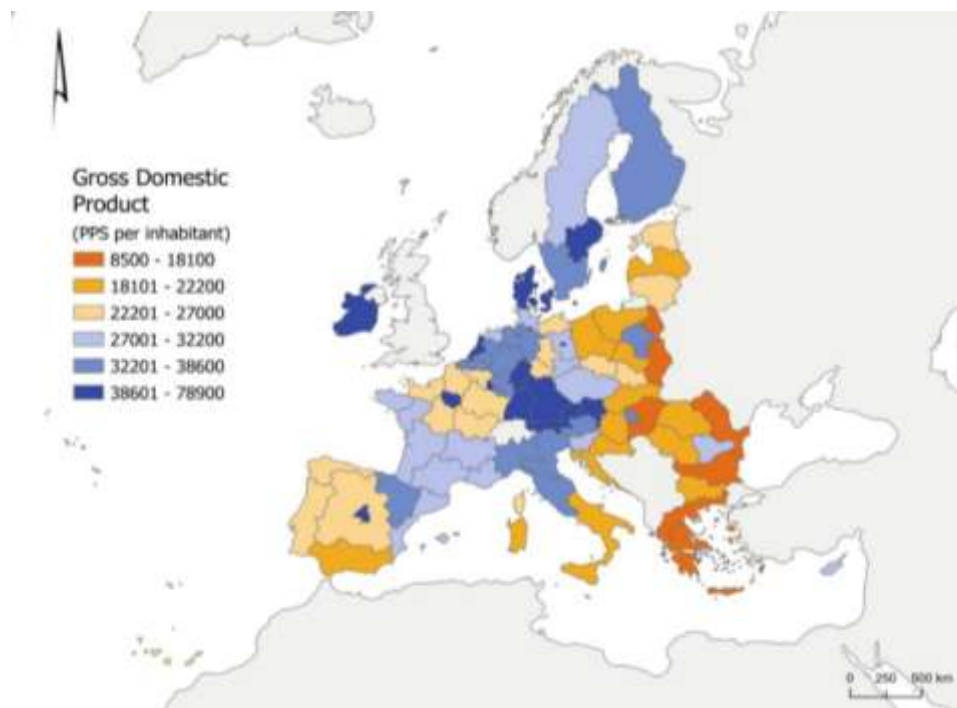 Gross Domestic
Product
(PPS per inhabitant)
8500 - 18100
18101 - 22200
22201 - 27000
27001 - 32200
32201 - 38600
38601 - 78900
0 250 500 km